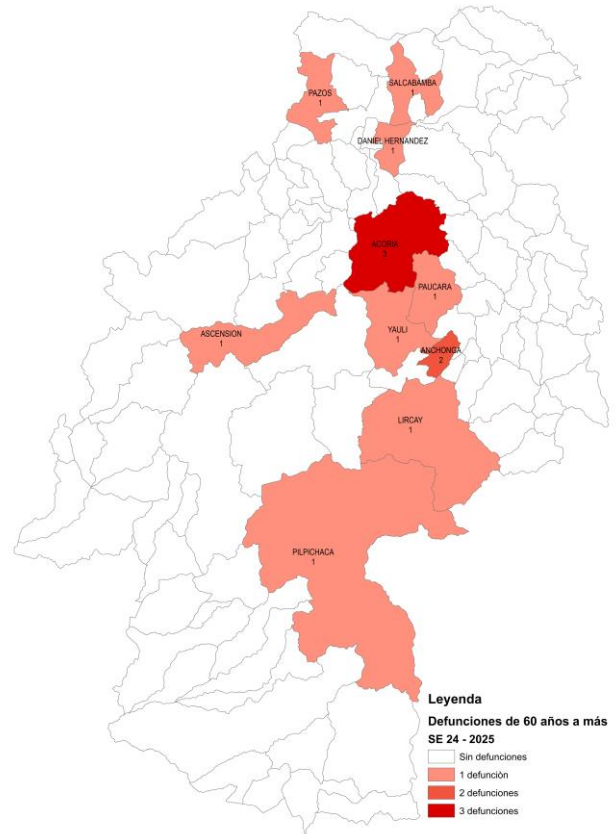 PAZOS
1
SALCABAMBA
1
DANIEL HERNANDEZ
1
ACORIA
3
PAUCARA
1
ASCENSION
1
YAULI
1
ANCHONGA
2
LIRCAY
1
PILPICHACA
1
Leyenda
Defunciones de 60 años a más
SE 24 - 2025
Sin defunciones
1 defunción
2 defunciones
3 defunciones